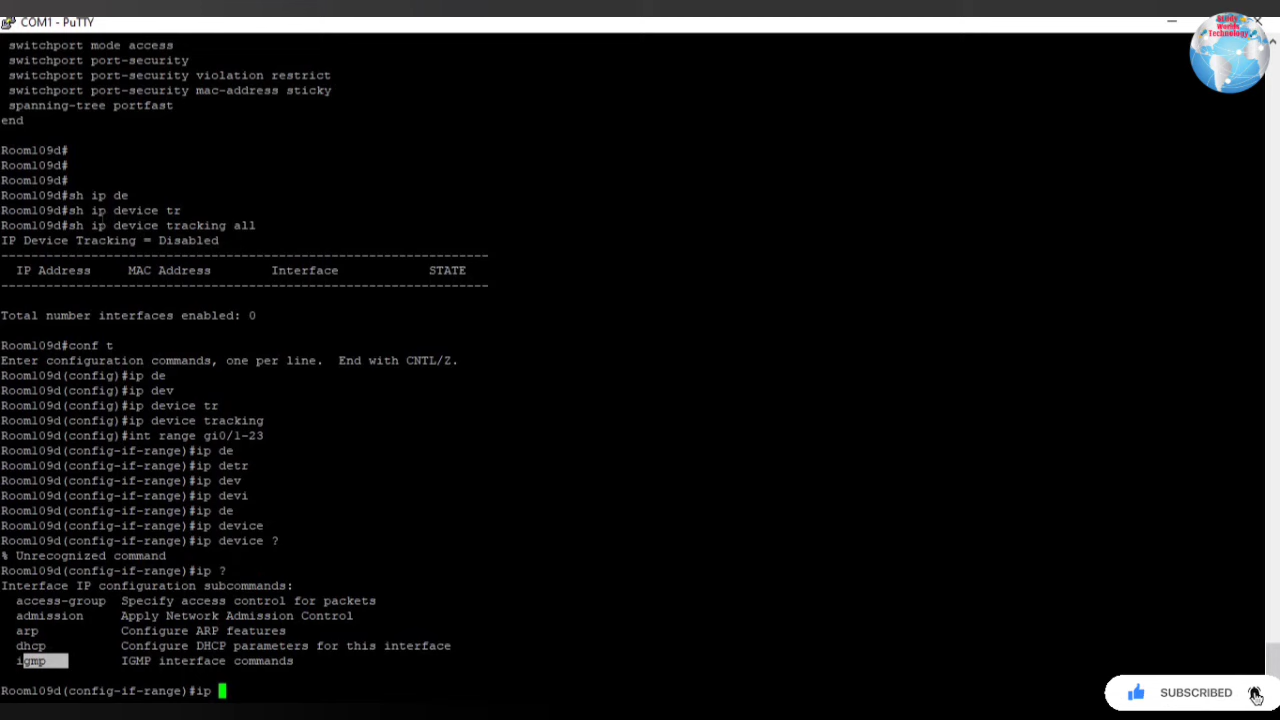 COM1 - PuTTY
Study
Worlds
Technology
switchport mode access
switchport port-security
switchport port-security violation restrict
switchport port-security mac-address sticky
spanning-tree portfast
end
Room109d#
Room109d#
Room109d#
Room109d#sh ip de
Room109d#sh ip device tr
Room109d#sh ip device tracking all
IP Device Tracking = Disabled
-----------------------------------------------------------------
IP Address     MAC Address        Interface            STATE
-----------------------------------------------------------------
Total number interfaces enabled: 0
Room109d#conf t
Enter configuration commands, one per line.  End with CNTL/Z.
Room109d(config)#ip de
Room109d(config)#ip dev
Room109d(config)#ip device tr
Room109d(config)#ip device tracking
Room109d(config)#int range gi0/1-23
Room109d(config-if-range)#ip de
Room109d(config-if-range)#ip detr
Room109d(config-if-range)#ip dev
Room109d(config-if-range)#ip devi
Room109d(config-if-range)#ip de
Room109d(config-if-range)#ip device
Room109d(config-if-range)#ip device ?
% Unrecognized command
Room109d(config-if-range)#ip ?
Interface IP configuration subcommands:
access-group  Specify access control for packets
admission     Apply Network Admission Control
arp           Configure ARP features
dhcp          Configure DHCP parameters for this interface
igmp          IGMP interface commands
Room109d(config-if-range)#ip
SUBSCRIBED